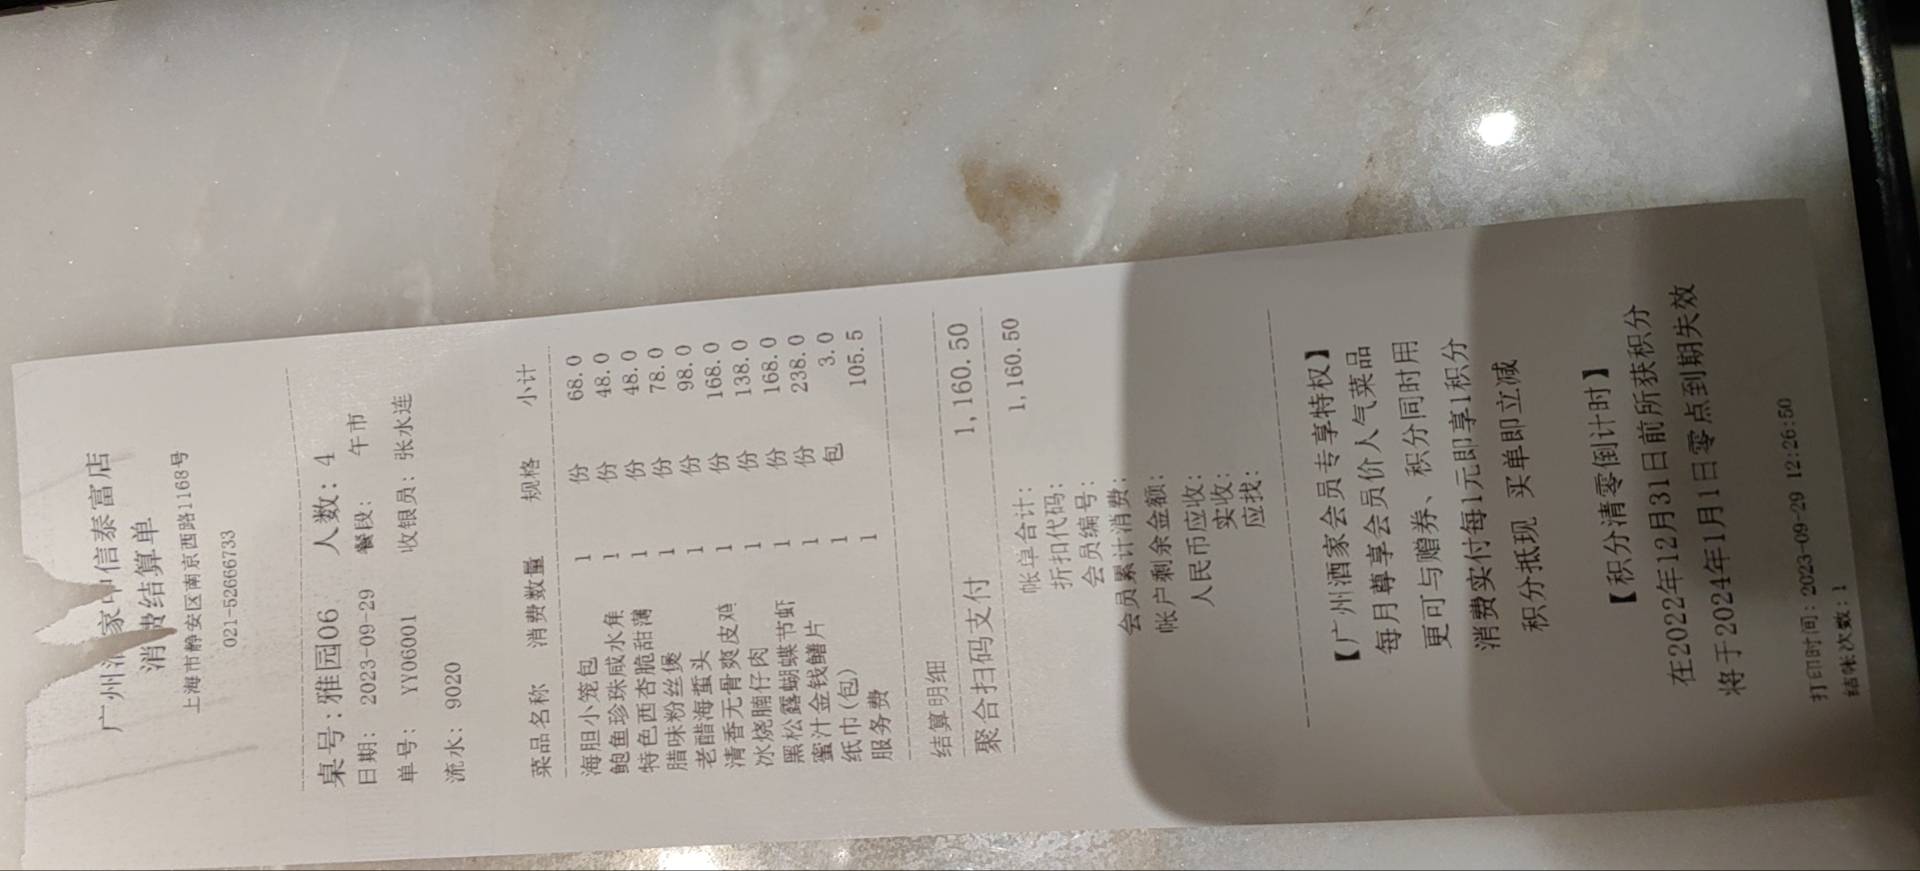 广州酒家中信泰富店
消费结算单
上海市静安区南京西路1168号
021-52666733
桌号:雅园06 人数: 4
日期: 2023-09-29 餐段: 午市
单号: YY06001 收银员: 张水连
流水: 9020
菜品名称 消费数量 规格 小计
海胆小笼包 1 份 68.0
鲍鱼珍珠咸水角 1 份 48.0
特色西杏脆甜薄 1 份 48.0
腊味粉丝煲 1 份 78.0
老醋海蜇头 1 份 98.0
清香无骨爽皮鸡 1 份 168.0
冰烧腩仔肉 1 份 138.0
黑松露蝴蝶节虾 1 份 168.0
蜜汁金钱鳝片 1 份 238.0
纸巾(包) 1 包 3.0
服务费 1 105.5
结算明细
聚合扫码支付 1,160.50
帐单合计: 1,160.50
折扣代码:
会员编号:
会员累计消费:
帐户剩余金额:
人民币应收:
实收:
应找:
【广州酒家会员专享特权】
每月尊享会员价人气菜品
更可与赠券、积分同时用
消费实付每1元即享1积分
积分抵现 买单即立减
【积分清零倒计时】
在2022年12月31日前所获积分
将于2024年1月1日零点到期失效
打印时间: 2023-09-29 12:26:50
结账次数: 1